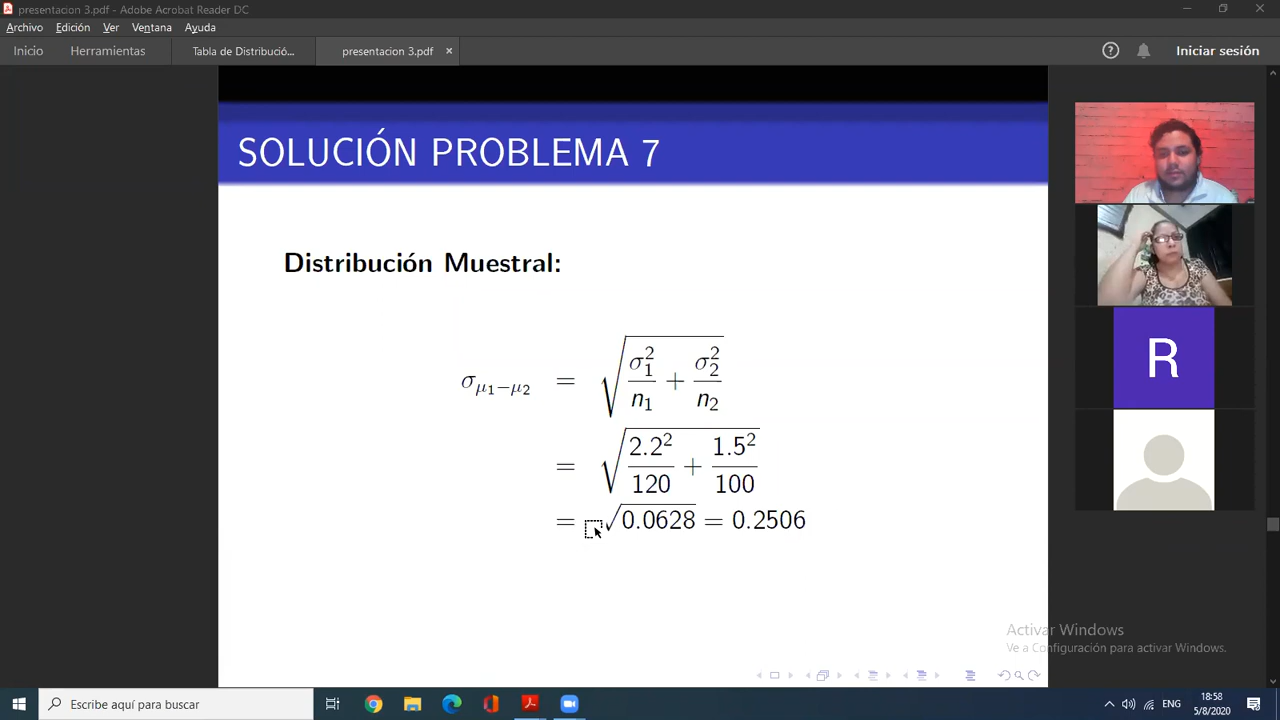 presentacion 3.pdf - Adobe Acrobat Reader DC
Archivo Edición Ver Ventana Ayuda
Inicio Herramientas Tabla de Distribució... presentacion 3.pdf × Iniciar sesión
SOLUCIÓN PROBLEMA 7
Distribución Muestral:
σ_{μ₁−μ₂} = √(σ₁²/n₁ + σ₂²/n₂)
= √(2.2²/120 + 1.5²/100)
= √0.0628 = 0.2506
R
Activar Windows
Ve a Configuración para activar Windows.
Escribe aquí para buscar
ENG
18:58
5/8/2020